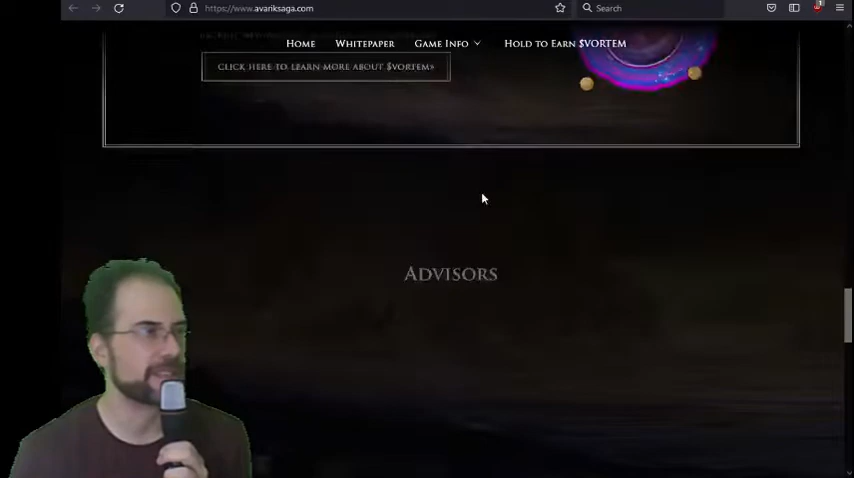 https://www.avariksaga.com
Search
1
Home Whitepaper Game Info Hold to Earn $VORTEM
Click here to learn more about $VORTEM»
Advisors